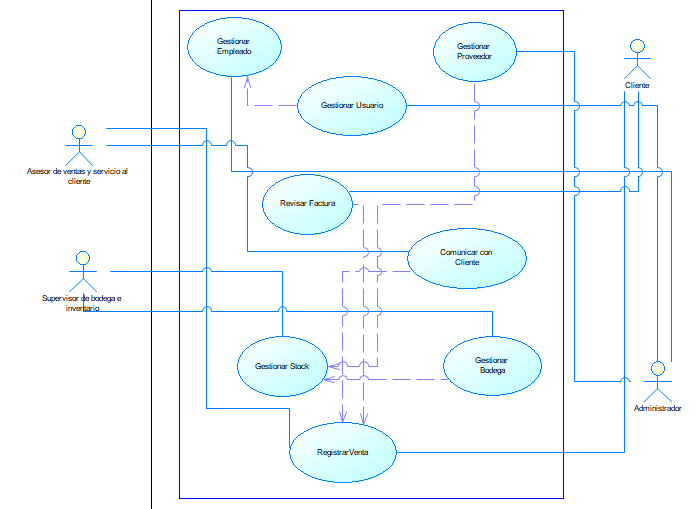 Gestionar
Empleado
Gestionar
Proveedor
Cliente
Gestionar Usuario
Asesor de ventas y servicio al
cliente
Revisar Factura
Comunicar con
Cliente
Supervisor de bodega e
inventario
Gestionar Stock
Gestionar
Bodega
Administrador
RegistrarVenta